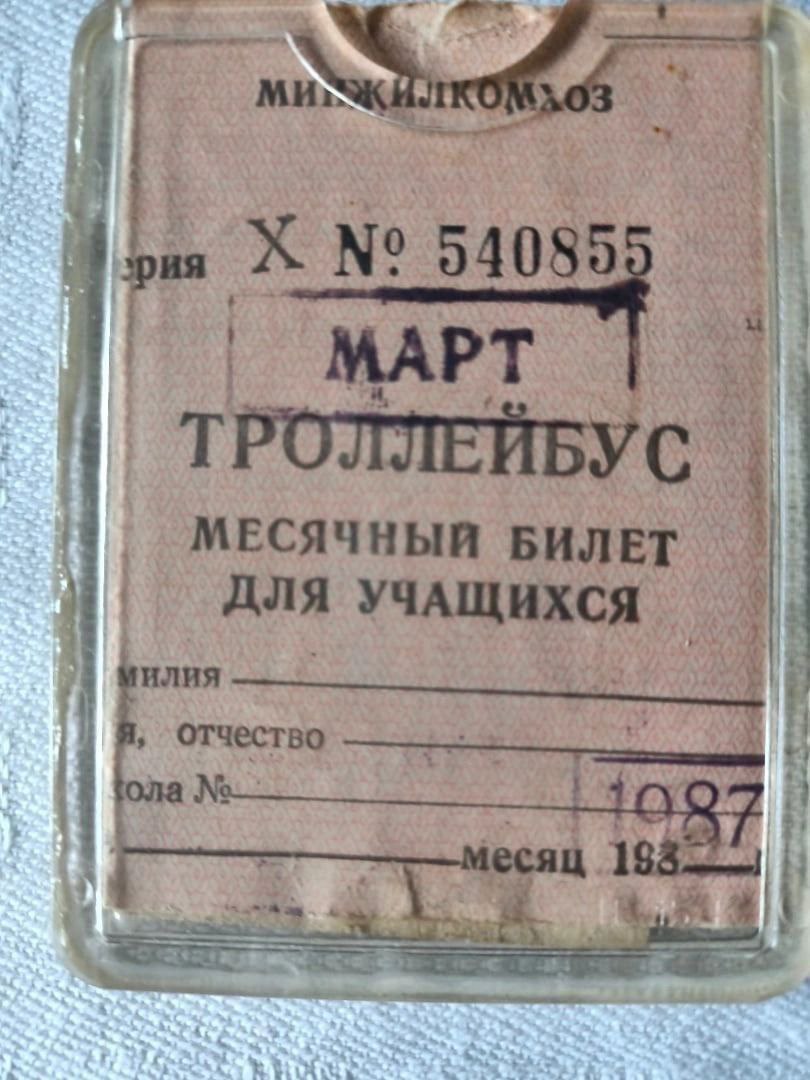 МИНЖИЛКОМХОЗ
ерия X № 540855
МАРТ
ТРОЛЛЕЙБУС
МЕСЯЧНЫЙ БИЛЕТ
ДЛЯ УЧАЩИХСЯ
милия
я, отчество
кола №
1987
месяц 198